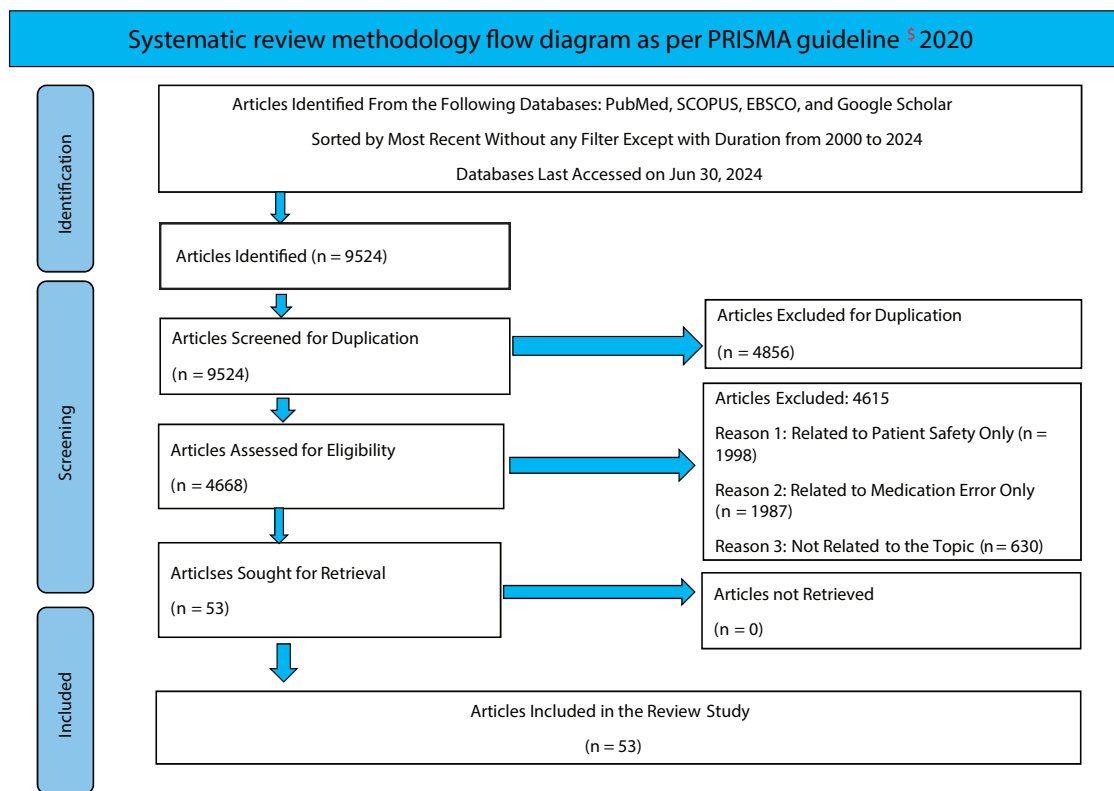 Systematic review methodology flow diagram as per PRISMA guideline $ 2020
Identification
Articles Identified From the Following Databases: PubMed, SCOPUS, EBSCO, and Google Scholar
Sorted by Most Recent Without any Filter Except with Duration from 2000 to 2024
Databases Last Accessed on Jun 30, 2024
Articles Identified (n = 9524)
Screening
Articles Screened for Duplication
(n = 9524)
Articles Excluded for Duplication
(n = 4856)
Articles Assessed for Eligibility
(n = 4668)
Articles Excluded: 4615
Reason 1: Related to Patient Safety Only (n =
1998)
Reason 2: Related to Medication Error Only
(n = 1987)
Reason 3: Not Related to the Topic (n = 630)
Articlses Sought for Retrieval
(n = 53)
Articles not Retrieved
(n = 0)
Included
Articles Included in the Review Study
(n = 53)